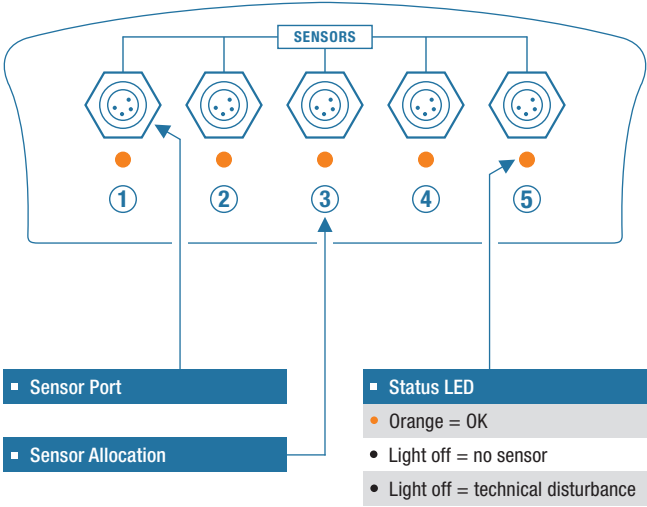 SENSORS
1 2 3 4 5
Sensor Port
Sensor Allocation
Status LED
Orange = OK
Light off = no sensor
Light off = technical disturbance